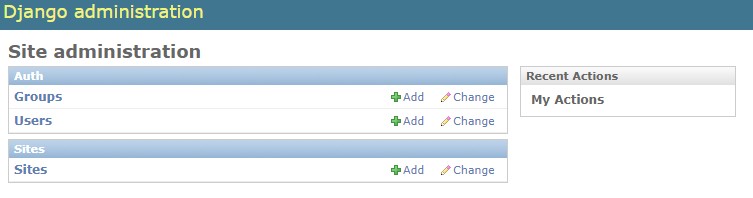 Django administration
Site administration
Auth
Groups Add Change
Users Add Change
Sites
Sites Add Change
Recent Actions
My Actions